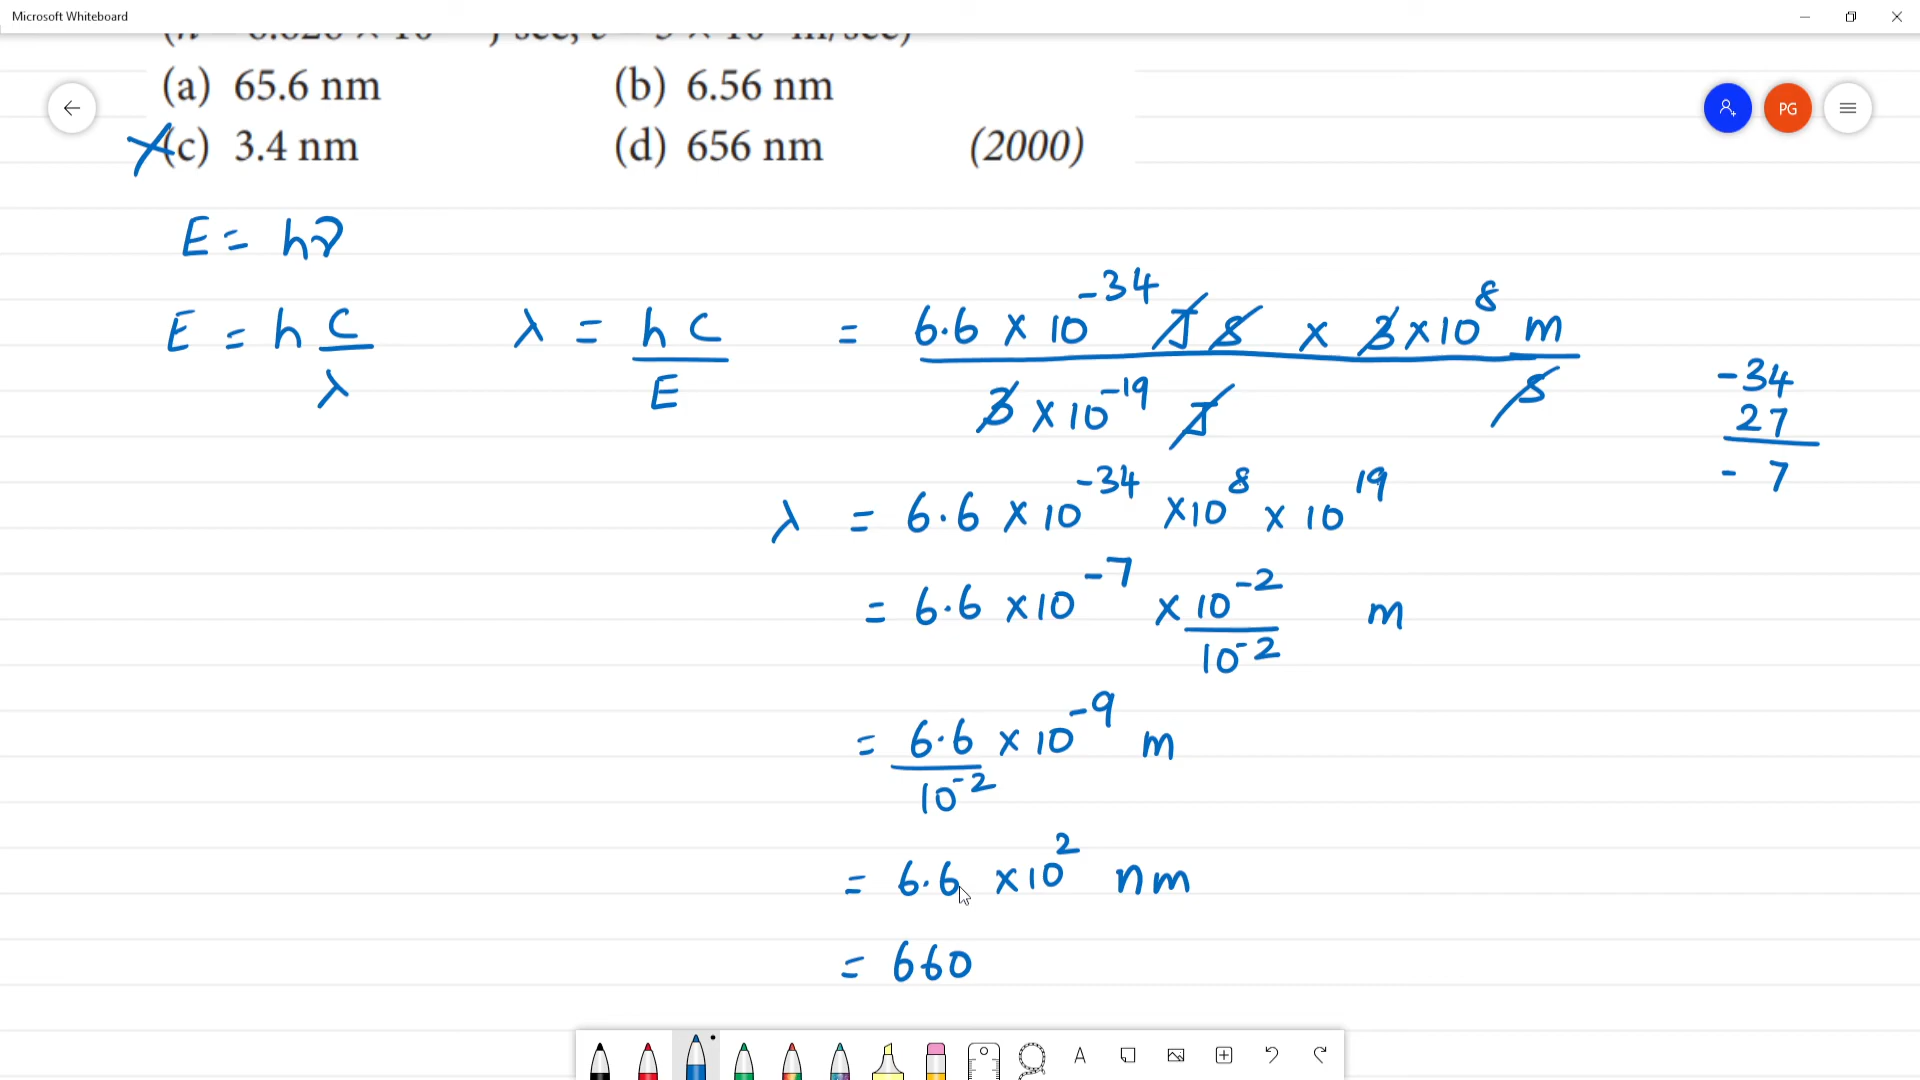 Microsoft Whiteboard
(a) 65.6 nm (b) 6.56 nm
(c) 3.4 nm (d) 656 nm (2000)
PG
E = hν
E = h C/λ λ = hC/E = 6.6 × 10^-34 J s × 3 × 10^8 m / 3 × 10^-19 J s
-34
27
- 7
λ = 6.6 × 10^-34 × 10^8 × 10^19
= 6.6 × 10^-7 × 10^-2/10^-2 m
= 6.6/10^-2 × 10^-9 m
= 6.6 × 10^2 nm
= 660
A